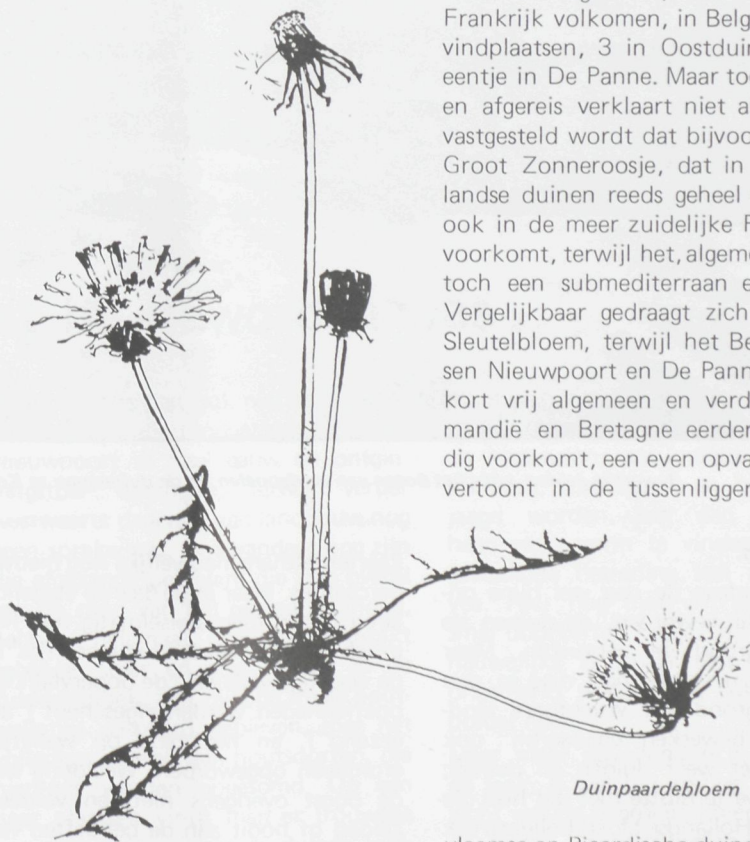 Frankrijk volkomen, in Belg
vindplaatsen, 3 in Oostduin
eentje in De Panne. Maar to
en afgereis verklaart niet a
vastgesteld wordt dat bijvoo
Groot Zonneroosje, dat in
landse duinen reeds geheel
ook in de meer zuidelijke P
voorkomt, terwijl het, algeme
toch een submediterraan e
Vergelijkbaar gedraagt zich
Sleutelbloem, terwijl het Be
sen Nieuwpoort en De Pann
kort vrij algemeen en verd
mandië en Bretagne eerder
dig voorkomt, een even opva
vertoont in de tussenligger
Duinpaardebloem